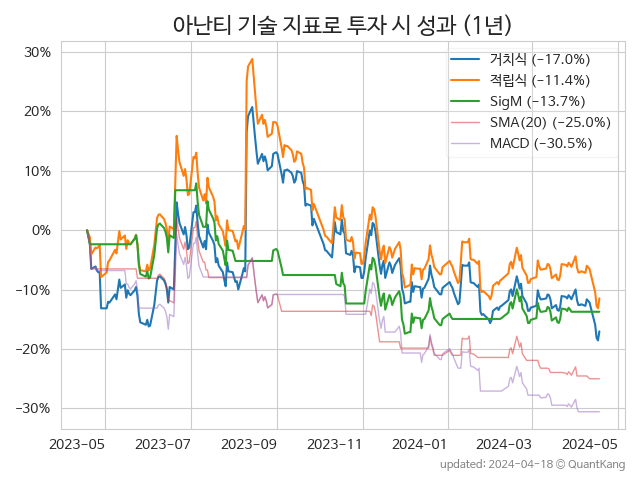 아난티 기술 지표로 투자 시 성과 (1년)
30%
20%
10%
0%
−10%
−20%
−30%
거치식 (−17.0%)
적립식 (−11.4%)
SigM (−13.7%)
SMA(20) (−25.0%)
MACD (−30.5%)
2023-05 2023-07 2023-09 2023-11 2024-01 2024-03 2024-05
updated: 2024-04-18 © QuantKang